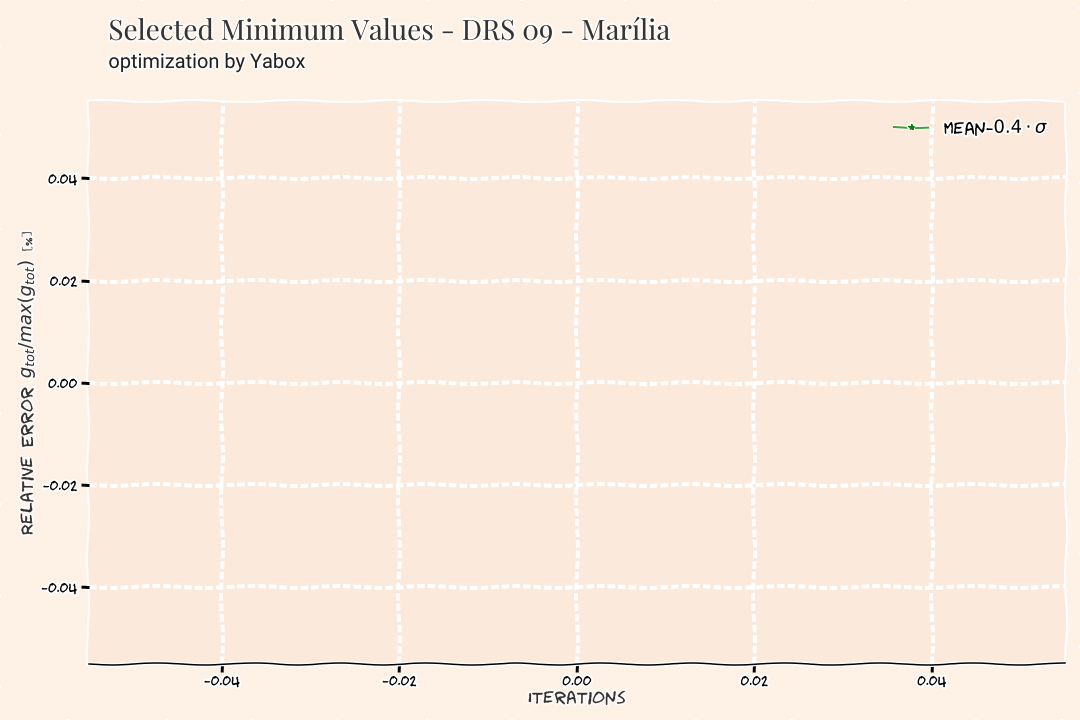 Selected Minimum Values - DRS 09 - Marília
optimization by Yabox
MEAN-0.4 · σ
RELATIVE ERROR g_tot/max(g_tot) [%]
0.04
0.02
0.00
-0.02
-0.04
-0.04 -0.02 0.00 0.02 0.04
ITERATIONS